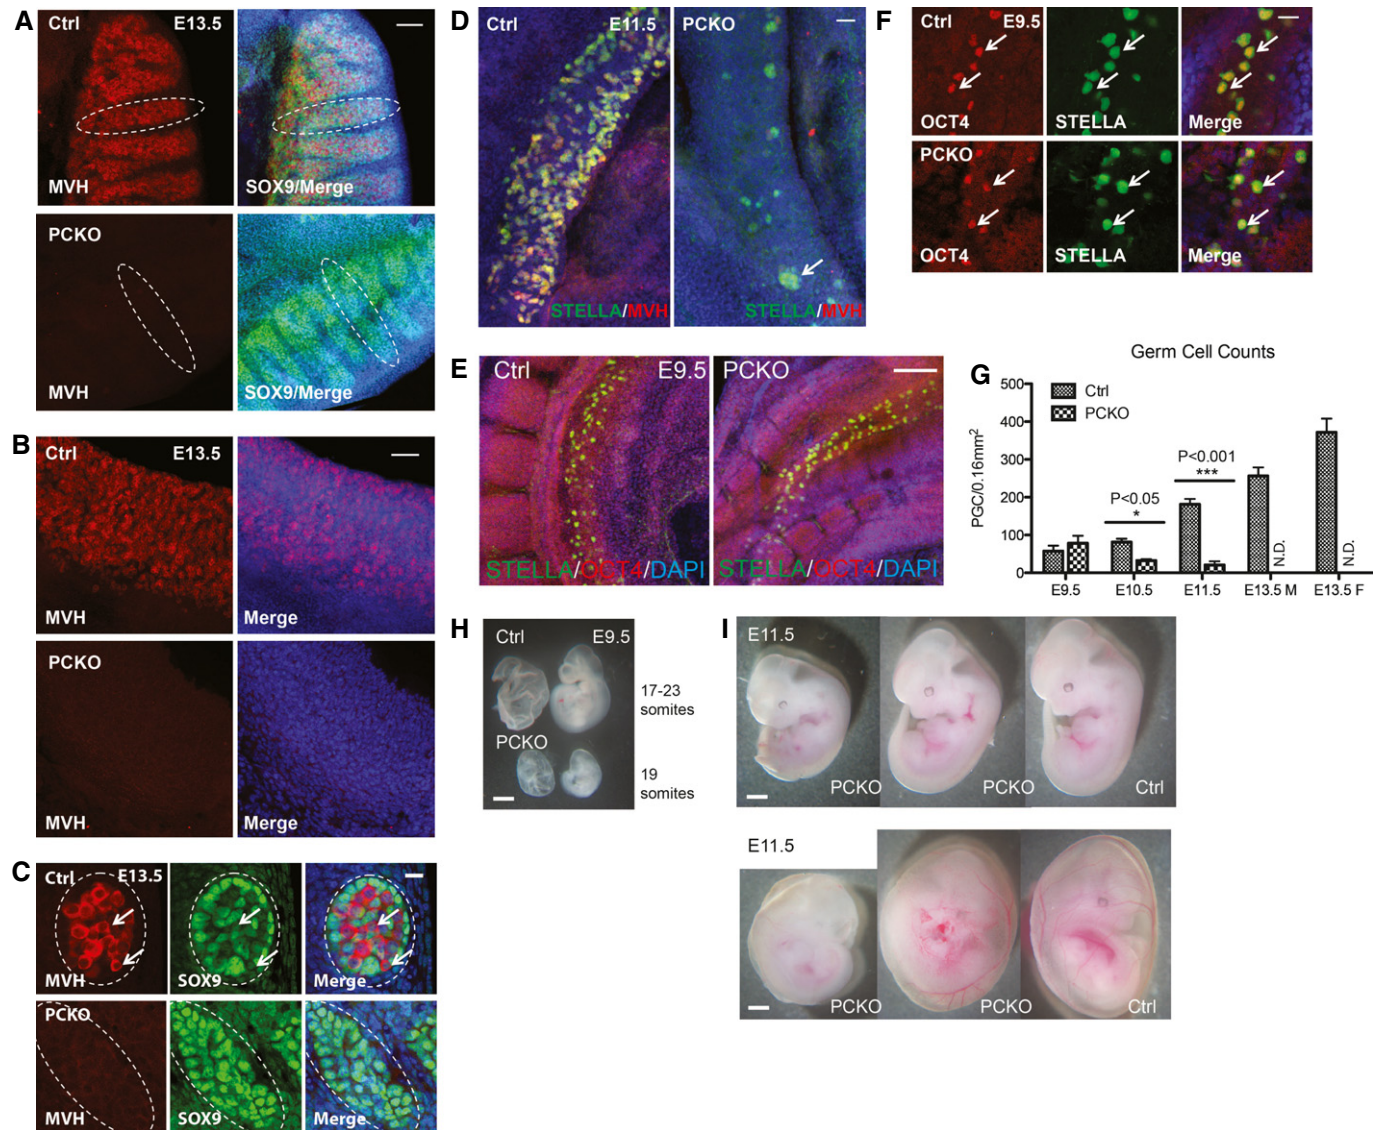 A
Ctrl E13.5
MVH
SOX9/Merge
PCKO
MVH
SOX9/Merge
B
Ctrl E13.5
MVH
Merge
PCKO
MVH
Merge
C
Ctrl E13.5
MVH
SOX9
Merge
PCKO
MVH
SOX9
Merge
D
Ctrl E11.5
STELLA/MVH
PCKO
STELLA/MVH
E
Ctrl E9.5
STELLA/OCT4/DAPI
PCKO
STELLA/OCT4/DAPI
F
Ctrl E9.5
OCT4
STELLA
Merge
PCKO
OCT4
STELLA
Merge
G
Germ Cell Counts
PGC/0.16mm²
500
400
300
200
100
0
Ctrl
PCKO
P<0.05
*
P<0.001
***
N.D.
N.D.
E9.5 E10.5 E11.5 E13.5 M E13.5 F
H
Ctrl E9.5
17-23
somites
PCKO
19
somites
I
E11.5
PCKO PCKO Ctrl
E11.5
PCKO PCKO Ctrl